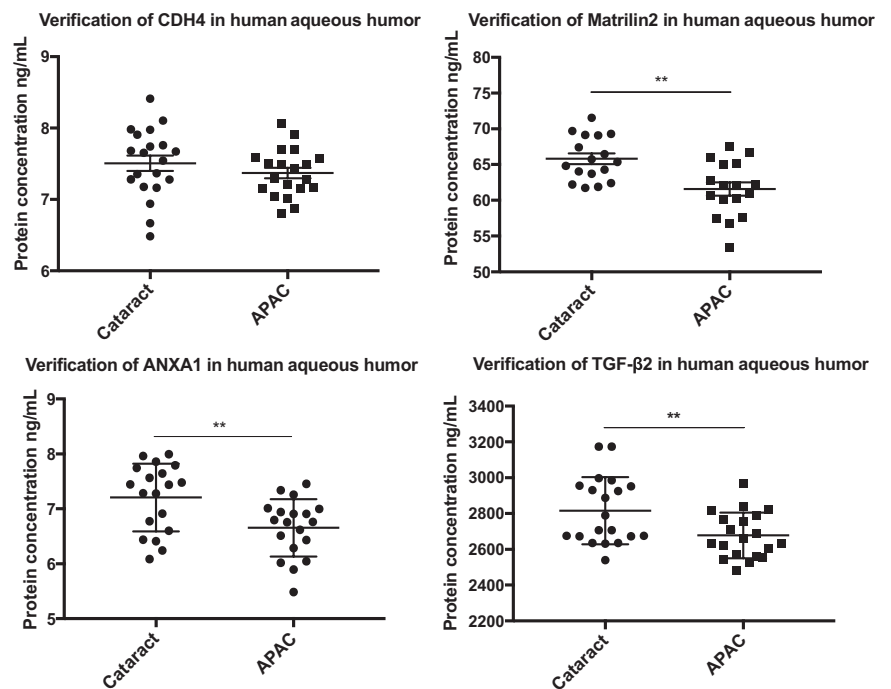 Verification of CDH4 in human aqueous humor
Protein concentration ng/mL
9
8
7
6
Cataract
APAC
Verification of Matrilin2 in human aqueous humor
Protein concentration ng/mL
80
75
70
65
60
55
50
**
Cataract
APAC
Verification of ANXA1 in human aqueous humor
Protein concentration ng/mL
9
8
7
6
5
**
Cataract
APAC
Verification of TGF-β2 in human aqueous humor
Protein concentration ng/mL
3400
3200
3000
2800
2600
2400
2200
**
Cataract
APAC